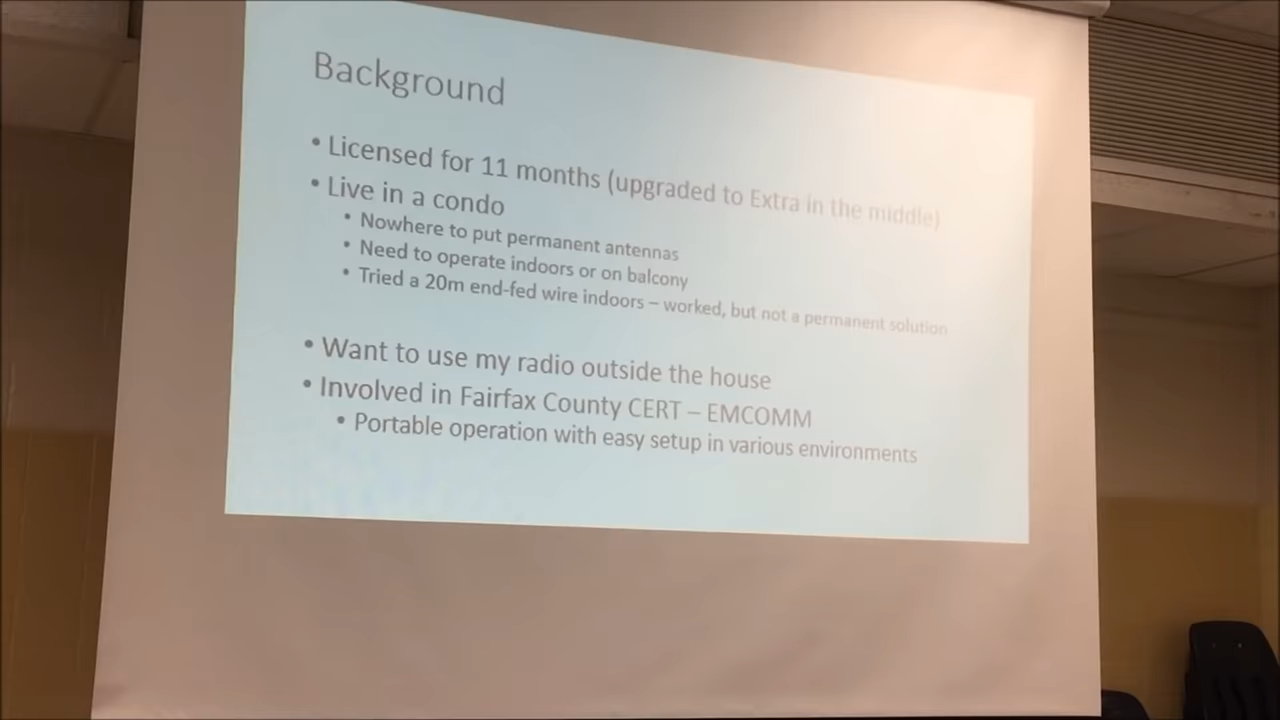 Background
• Licensed for 11 months (upgraded to Extra in the middle)
• Live in a condo
• Nowhere to put permanent antennas
• Need to operate indoors or on balcony
• Tried a 20m end-fed wire indoors – worked, but not a permanent solution
• Want to use my radio outside the house
• Involved in Fairfax County CERT – EMCOMM
• Portable operation with easy setup in various environments